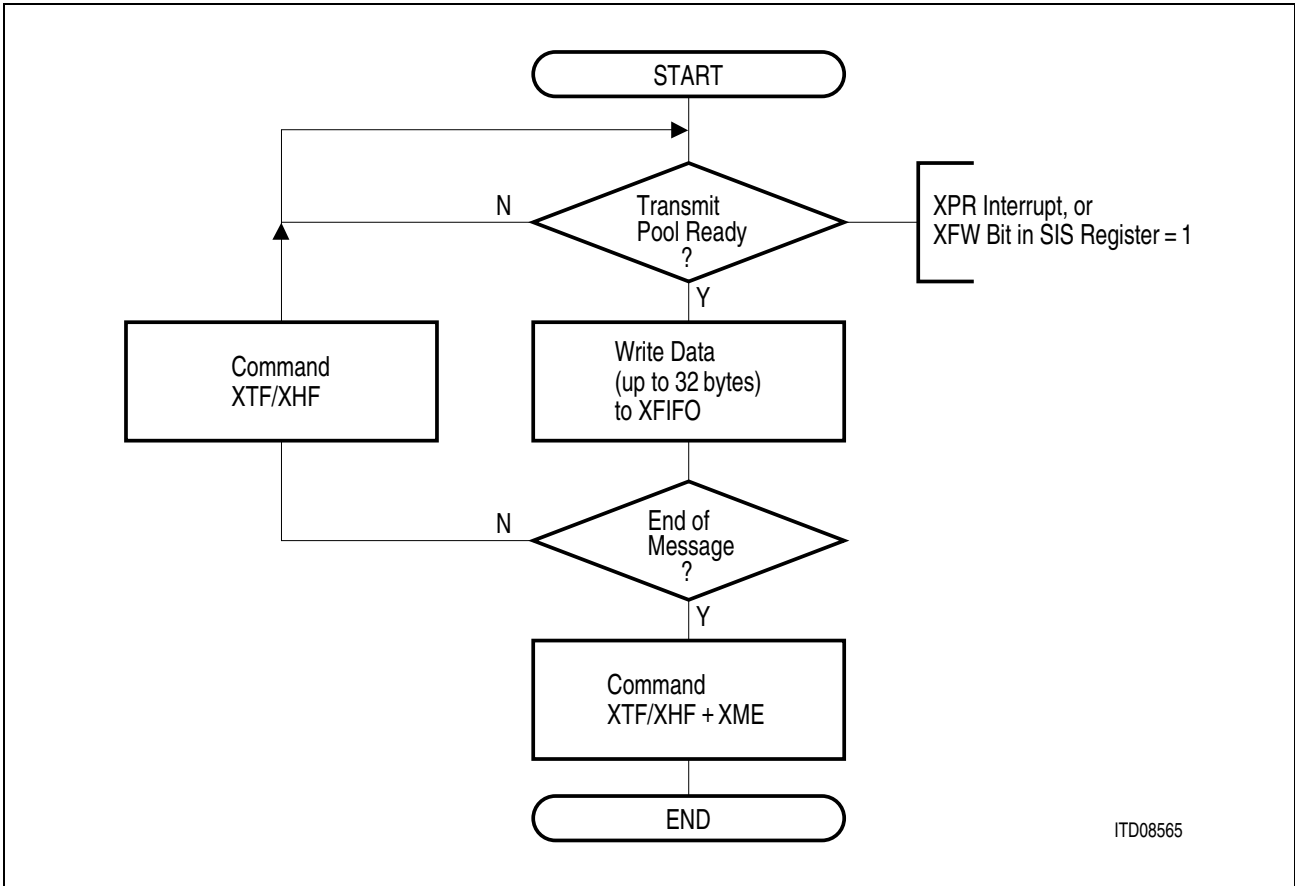 START
N
Transmit
Pool Ready
?
XPR Interrupt, or
XFW Bit in SIS Register = 1
Y
Command
XTF/XHF
Write Data
(up to 32 bytes)
to XFIFO
N
End of
Message
?
Y
Command
XTF/XHF + XME
END
ITD08565